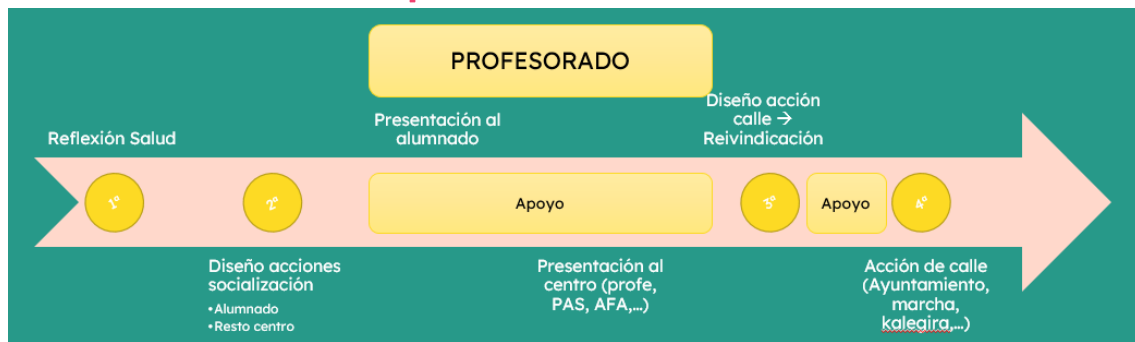 PROFESORADO
Reflexión Salud
Presentación al
alumnado
Diseño acción
calle →
Reivindicación
1º
2º
Apoyo
3º
Apoyo
4º
Diseño acciones
socialización
•Alumnado
•Resto centro
Presentación al
centro (profe,
PAS, AFA,...)
Acción de calle
(Ayuntamiento,
marcha,
kalegira,...)